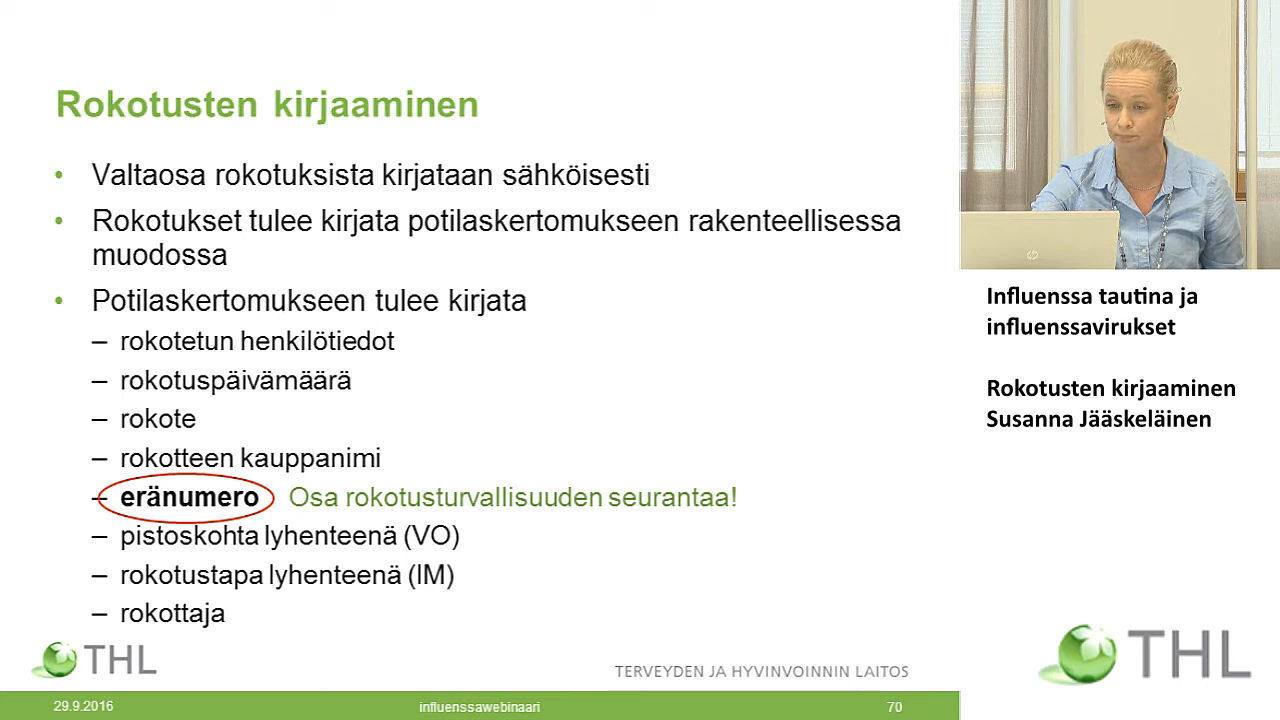 Rokotusten kirjaaminen
• Valtaosa rokotuksista kirjataan sähköisesti
• Rokotukset tulee kirjata potilaskertomukseen rakenteellisessa
muodossa
• Potilaskertomukseen tulee kirjata
– rokotetun henkilötiedot
– rokotuspäivämäärä
– rokote
– rokotteen kauppanimi
– eränumero Osa rokotusturvallisuuden seurantaa!
– pistoskohta lyhenteenä (VO)
– rokotustapa lyhenteenä (IM)
– rokottaja
THL
TERVEYDEN JA HYVINVOINNIN LAITOS
29.9.2016 influenssawebinaari 70
hp
Influenssa tautina ja
influenssavirukset
Rokotusten kirjaaminen
Susanna Jääskeläinen
THL